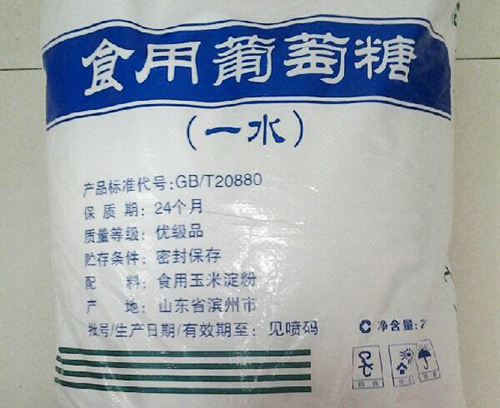 食用葡萄糖
(一水)
产品标准代号:GB/T20880
保质期:24个月
质量等级:优级品
贮存条件:密封保存
配料:食用玉米淀粉
产地:山东省滨州市
批号/生产日期/有效期至:见喷码
C 净含量:2